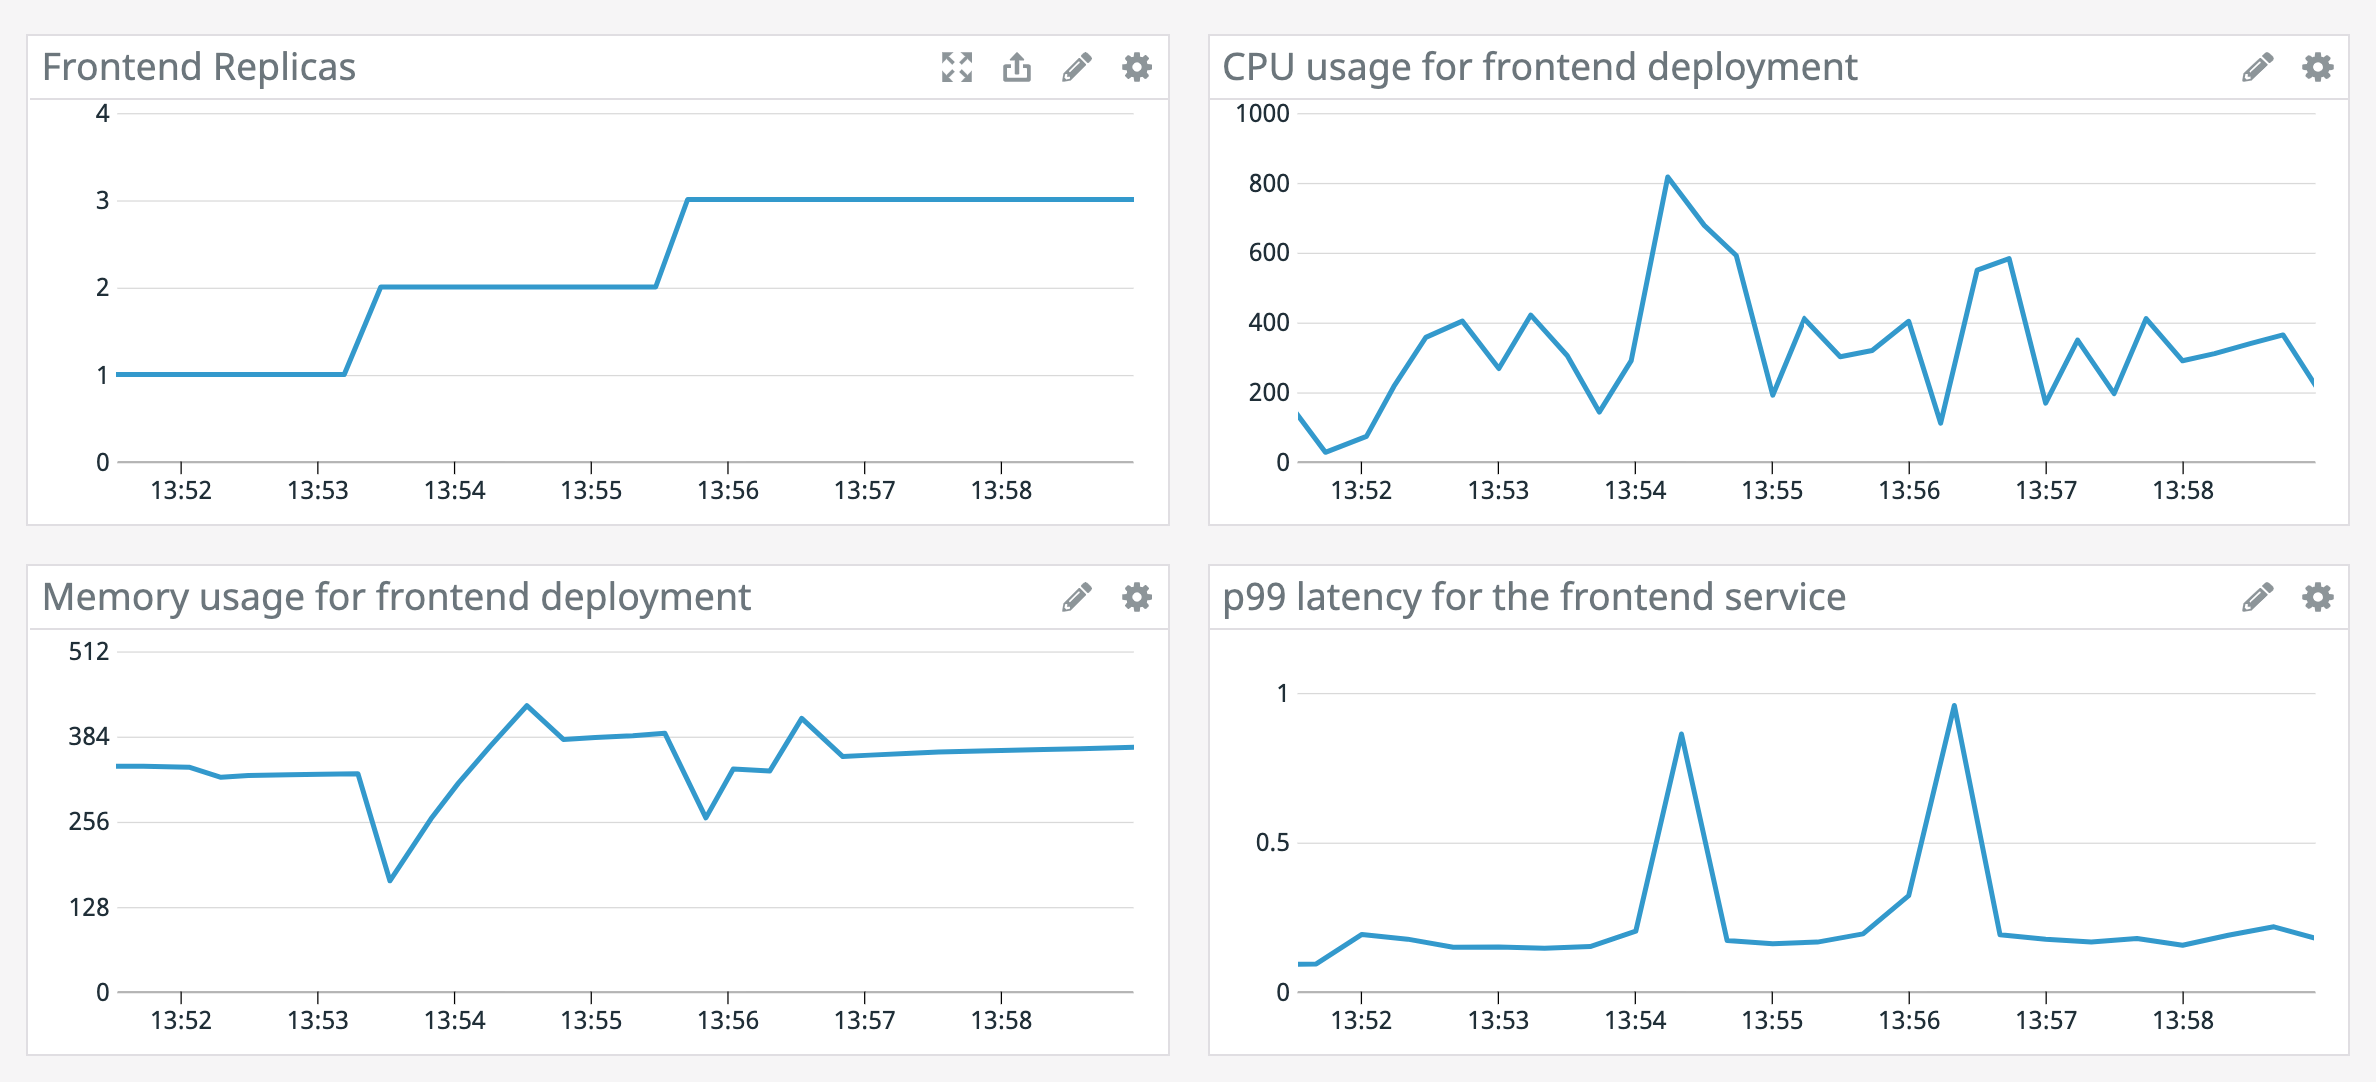 Frontend Replicas
4
3
2
1
0
13:52 13:53 13:54 13:55 13:56 13:57 13:58
CPU usage for frontend deployment
1000
800
600
400
200
0
13:52 13:53 13:54 13:55 13:56 13:57 13:58
Memory usage for frontend deployment
512
384
256
128
0
13:52 13:53 13:54 13:55 13:56 13:57 13:58
p99 latency for the frontend service
1
0.5
0
13:52 13:53 13:54 13:55 13:56 13:57 13:58